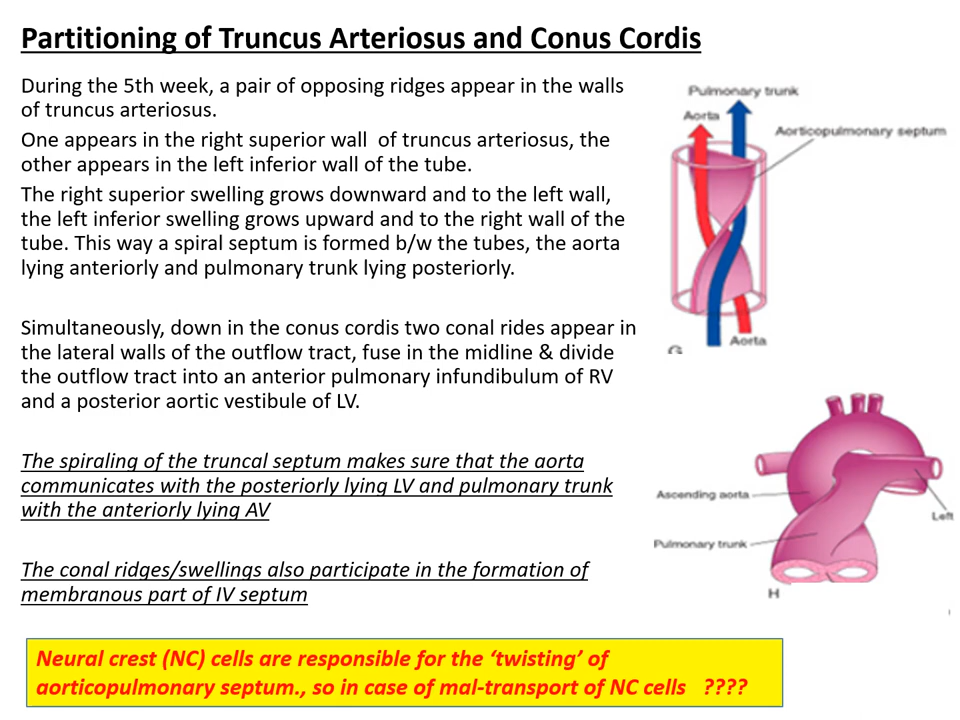 Partitioning of Truncus Arteriosus and Conus Cordis
During the 5th week, a pair of opposing ridges appear in the walls
of truncus arteriosus.
One appears in the right superior wall of truncus arteriosus, the
other appears in the left inferior wall of the tube.
The right superior swelling grows downward and to the left wall,
the left inferior swelling grows upward and to the right wall of the
tube. This way a spiral septum is formed b/w the tubes, the aorta
lying anteriorly and pulmonary trunk lying posteriorly.
Simultaneously, down in the conus cordis two conal rides appear in
the lateral walls of the outflow tract, fuse in the midline & divide
the outflow tract into an anterior pulmonary infundibulum of RV
and a posterior aortic vestibule of LV.
The spiraling of the truncal septum makes sure that the aorta
communicates with the posteriorly lying LV and pulmonary trunk
with the anteriorly lying AV
The conal ridges/swellings also participate in the formation of
membranous part of IV septum
Neural crest (NC) cells are responsible for the ‘twisting’ of
aorticopulmonary septum., so in case of mal-transport of NC cells ????
Pulmonary trunk
Aorta
Aorticopulmonary septum
Aorta
G
Ascending aorta
Left
Pulmonary trunk
H